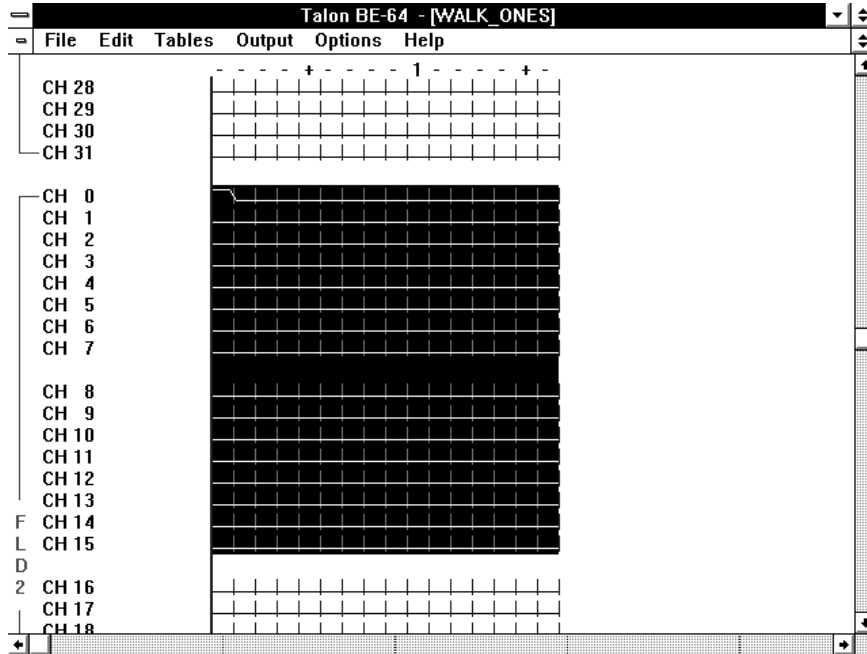 Talon BE-64 - [WALK_ONES]
File Edit Tables Output Options Help
- - - - + - - - - 1 - - - - + -
CH 28
CH 29
CH 30
CH 31
CH 0
CH 1
CH 2
CH 3
CH 4
CH 5
CH 6
CH 7
CH 8
CH 9
CH 10
CH 11
CH 12
CH 13
F CH 14
L CH 15
D
2 CH 16
CH 17
CH 18